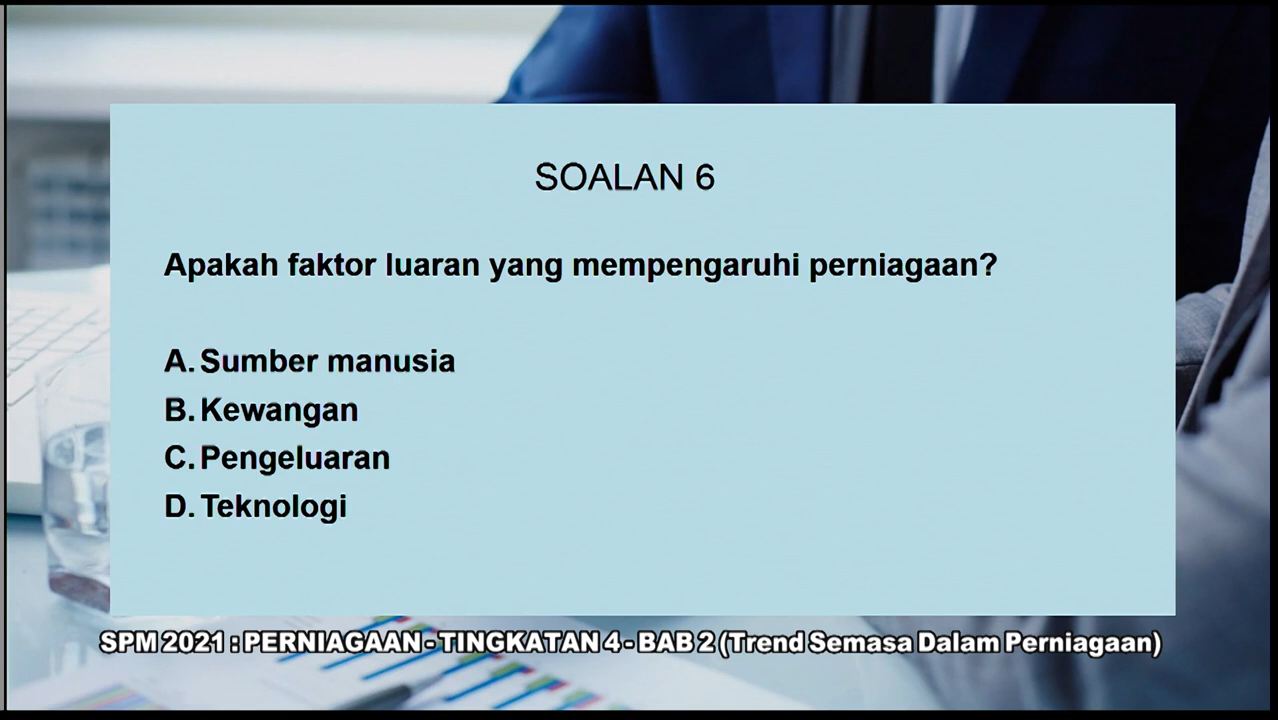 SOALAN 6
Apakah faktor luaran yang mempengaruhi perniagaan?
A. Sumber manusia
B. Kewangan
C. Pengeluaran
D. Teknologi
SPM 2021 : PERNIAGAAN - TINGKATAN 4 - BAB 2 (Trend Semasa Dalam Perniagaan)